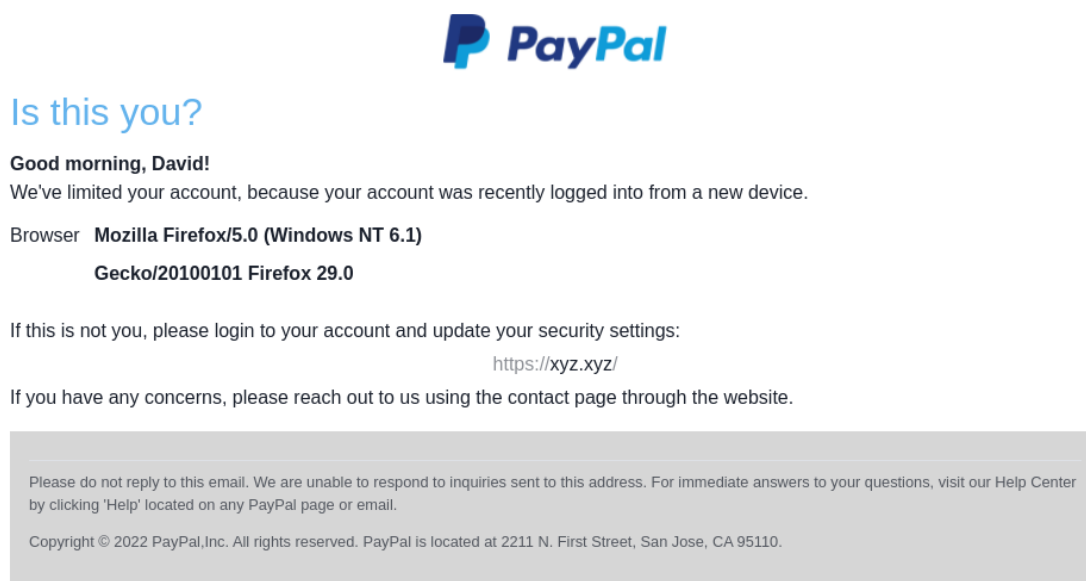 PayPal
Is this you?
Good morning, David!
We've limited your account, because your account was recently logged into from a new device.
Browser Mozilla Firefox/5.0 (Windows NT 6.1)
Gecko/20100101 Firefox 29.0
If this is not you, please login to your account and update your security settings:
https://xyz.xyz/
If you have any concerns, please reach out to us using the contact page through the website.
Please do not reply to this email. We are unable to respond to inquiries sent to this address. For immediate answers to your questions, visit our Help Center
by clicking 'Help' located on any PayPal page or email.
Copyright © 2022 PayPal,Inc. All rights reserved. PayPal is located at 2211 N. First Street, San Jose, CA 95110.